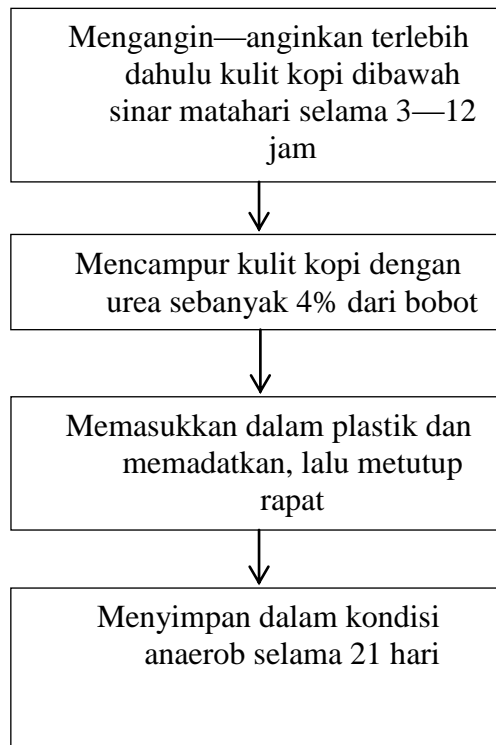 Mengangin—anginkan terlebih
dahulu kulit kopi dibawah
sinar matahari selama 3—12
jam
Mencampur kulit kopi dengan
urea sebanyak 4% dari bobot
Memasukkan dalam plastik dan
memadatkan, lalu metutup
rapat
Menyimpan dalam kondisi
anaerob selama 21 hari